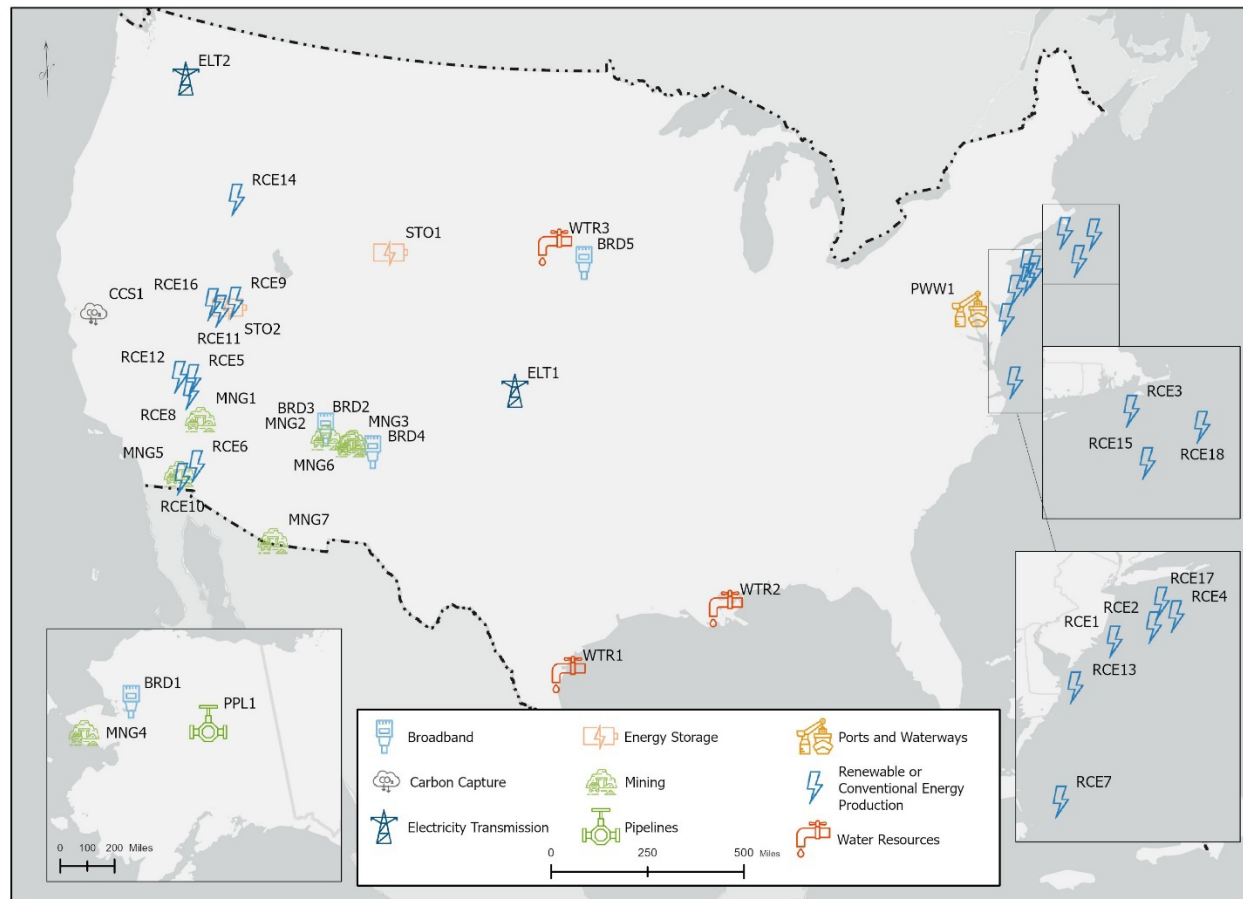 ELT2
RCE14
STO1
WTR3
BRD5
RCE16
RCE9
CCS1
STO2
PWW1
RCE11
RCE12
RCE5
ELT1
RCE3
MNG1
RCE8
BRD3
BRD2
MNG2
MNG3
BRD4
RCE15
RCE18
MNG5
RCE6
MNG6
RCE10
MNG7
RCE17
RCE2
RCE4
RCE1
WTR2
WTR1
RCE13
BRD1
PPL1
MNG4
RCE7
Broadband
Energy Storage
Ports and Waterways
Carbon Capture
Mining
Renewable or
Conventional Energy
Production
Electricity Transmission
Pipelines
Water Resources
0 100 200 Miles
0 250 500 Miles